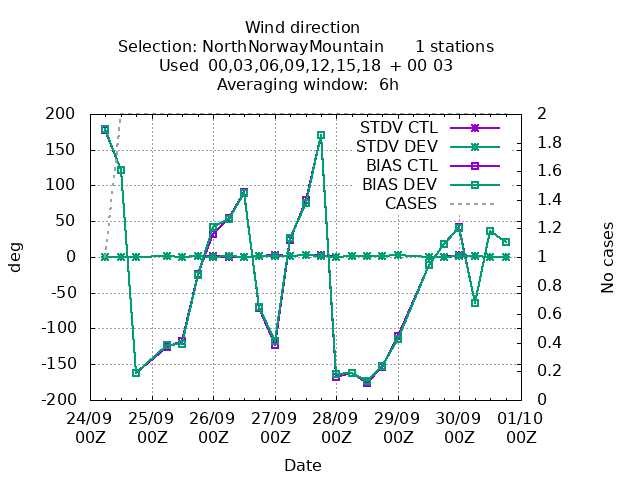 Wind direction
Selection: NorthNorwayMountain 1 stations
Used 00,03,06,09,12,15,18 + 00 03
Averaging window: 6h
STDV CTL
STDV DEV
BIAS CTL
BIAS DEV
CASES
deg
200
150
100
50
0
-50
-100
-150
-200
No cases
2
1.8
1.6
1.4
1.2
1
0.8
0.6
0.4
0.2
0
24/09 25/09 26/09 27/09 28/09 29/09 30/09 01/10
00Z 00Z 00Z 00Z 00Z 00Z 00Z 00Z
Date